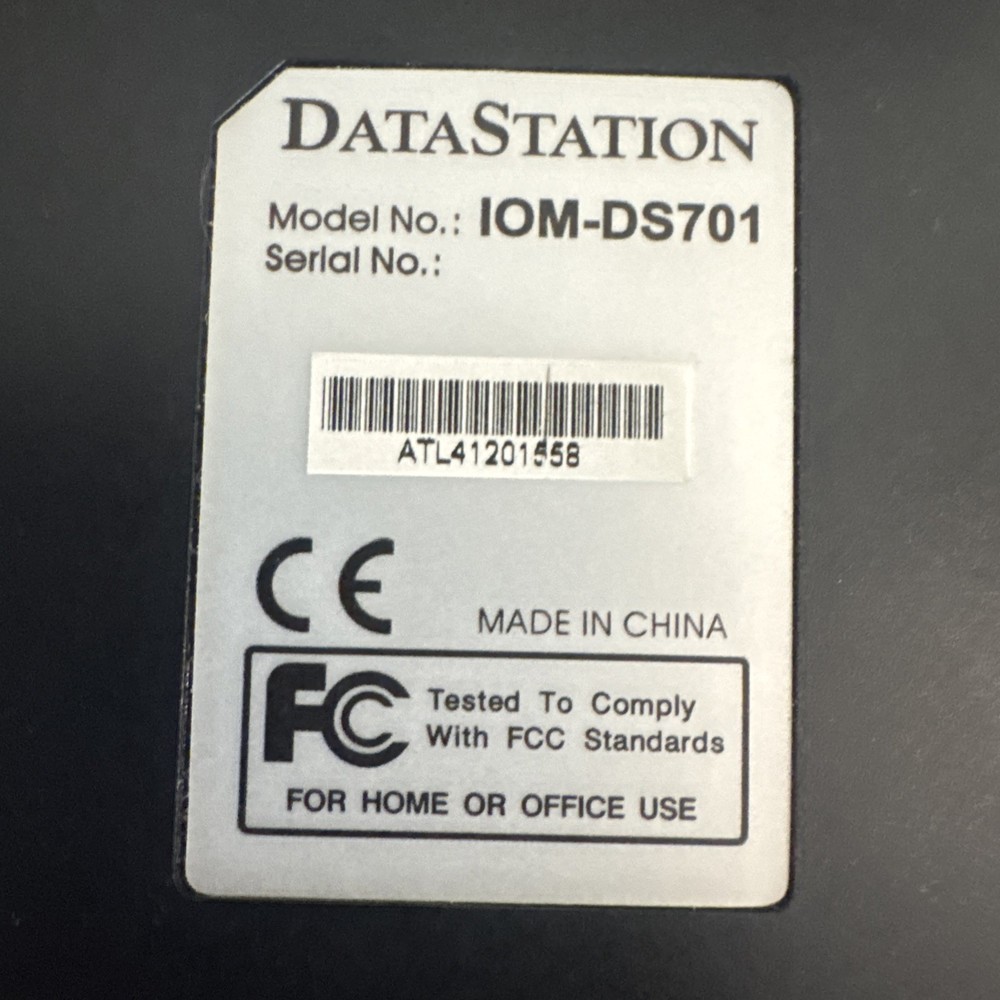 DATASTATION
Model No.: IOM-DS701
Serial No.:
ATL41201558
CE
MADE IN CHINA
FC Tested To Comply
With FCC Standards
FOR HOME OR OFFICE USE